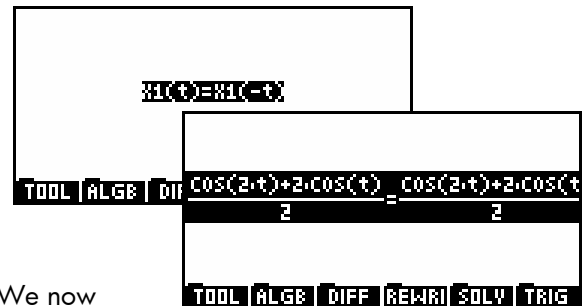 X1(t)=X1(-t)
TOOL ALGB DIF
COS(2·t)+2·COS(t) = COS(2·t)+2·COS(t
2 2
We now
TOOL ALGB DIFF REWRI SOLV TRIG